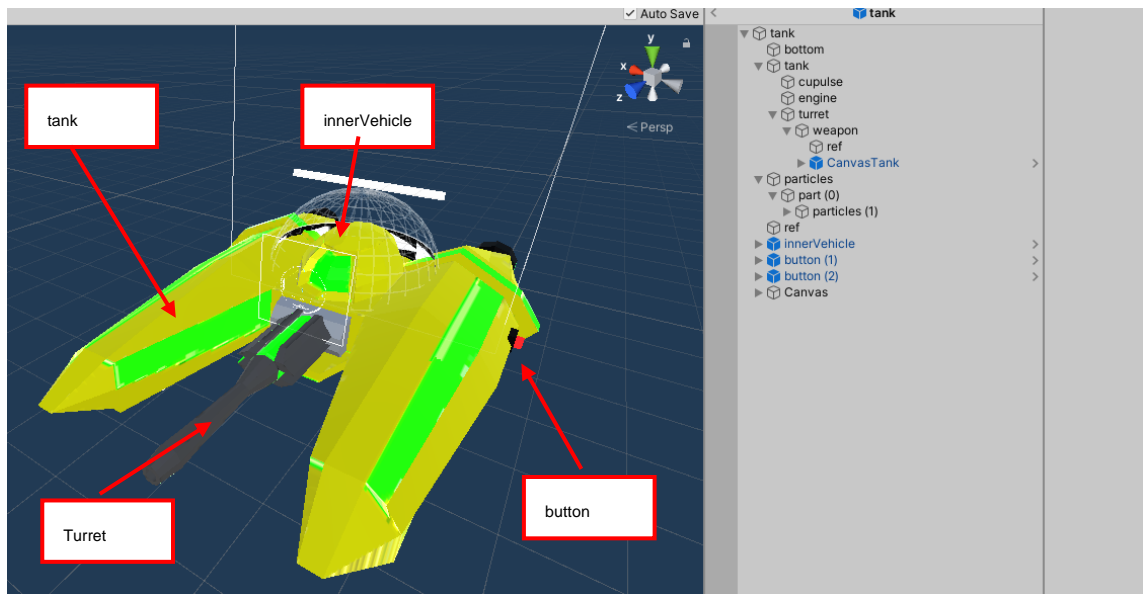 Auto Save
tank
y
x
z
Persp
tank
innerVehicle
Turret
button
tank
bottom
tank
cupulse
engine
turret
weapon
ref
CanvasTank
particles
part (0)
particles (1)
ref
innerVehicle
button (1)
button (2)
Canvas